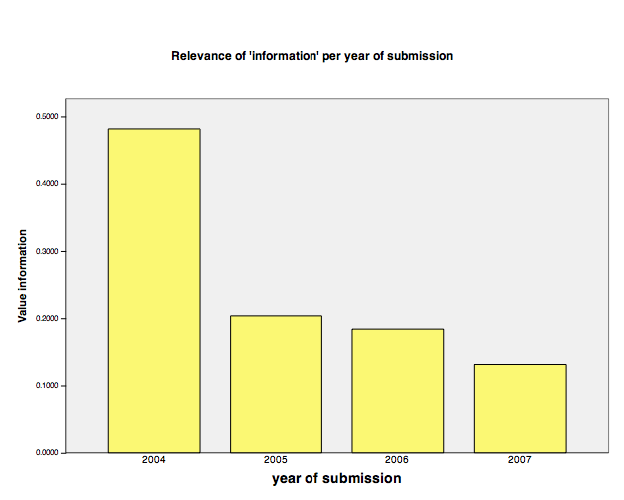 Relevance of 'information' per year of submission
Value information
0.5000
0.4000
0.3000
0.2000
0.1000
0.0000
2004 2005 2006 2007
year of submission